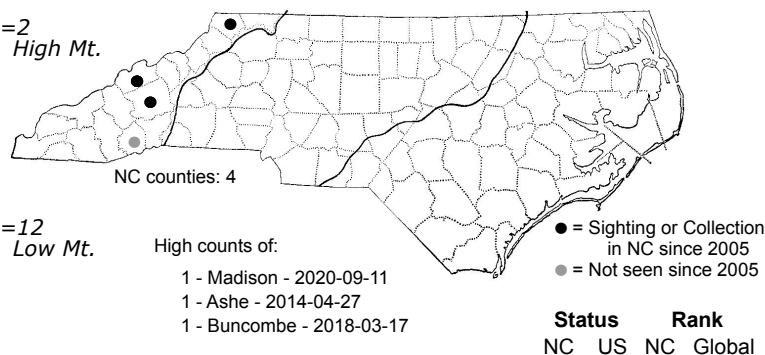 =2
High Mt.
NC counties: 4
=12
Low Mt.
High counts of:
1 - Madison - 2020-09-11
1 - Ashe - 2014-04-27
1 - Buncombe - 2018-03-17
= Sighting or Collection
in NC since 2005
= Not seen since 2005
Status Rank
NC US NC Global